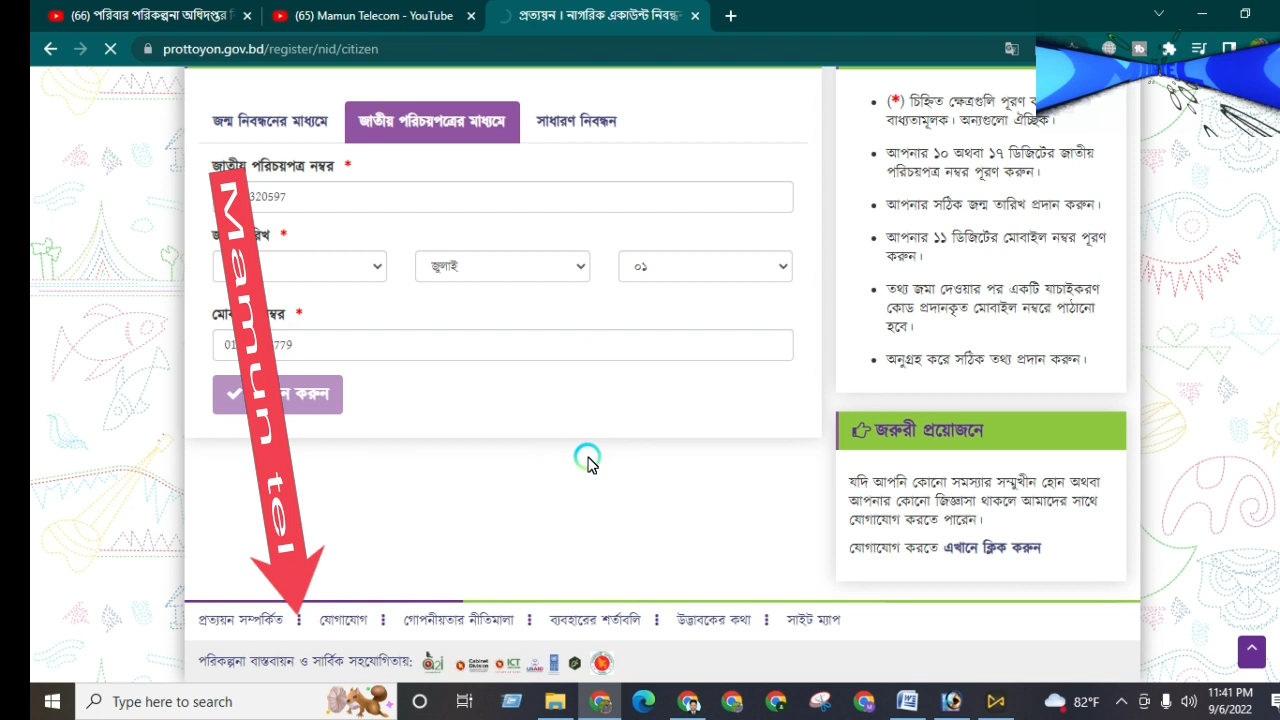 (66) পরিবার পরিকল্পনা অধিদপ্তর
(65) Mamun Telecom - YouTube
প্রত্যয়ন । নাগরিক একাউন্ট নিবন্ধ
prottoyon.gov.bd/register/nid/citizen
জন্ম নিবন্ধনের মাধ্যমে
জাতীয় পরিচয়পত্রের মাধ্যমে
সাধারণ নিবন্ধন
জাতীয় পরিচয়পত্র নম্বর *
320597
*
জুলাই
০১
*
01
779
করুন
Mamun tel
(*) চিহ্নিত ক্ষেত্রগুলি পূরণ
বাধ্যতামূলক। অন্যগুলো ঐচ্ছিক।
আপনার ১০ অথবা ১৭ ডিজিটের জাতীয়
পরিচয়পত্র নম্বর পূরণ করুন।
আপনার সঠিক জন্ম তারিখ প্রদান করুন।
আপনার ১১ ডিজিটের মোবাইল নম্বর পূরণ
করুন।
তথ্য জমা দেওয়ার পর একটি যাচাইকরণ
কোড প্রদানকৃত মোবাইল নম্বরে পাঠানো
হবে।
অনুগ্রহ করে সঠিক তথ্য প্রদান করুন।
জরুরী প্রয়োজনে
যদি আপনি কোনো সমস্যার সম্মুখীন হোন অথবা
আপনার কোনো জিজ্ঞাসা থাকলে আমাদের সাথে
যোগাযোগ করতে পারেন।
যোগাযোগ করতে এখানে ক্লিক করুন
প্রত্যয়ন সম্পর্কিত
যোগাযোগ
গোপনীয়তার নীতিমালা
ব্যবহারের শর্তাবলি
উদ্ভাবকের কথা
সাইট ম্যাপ
পরিকল্পনা বাস্তবায়ন ও সার্বিক সহযোগিতায়:
Type here to search
82°F
11:41 PM
9/6/2022